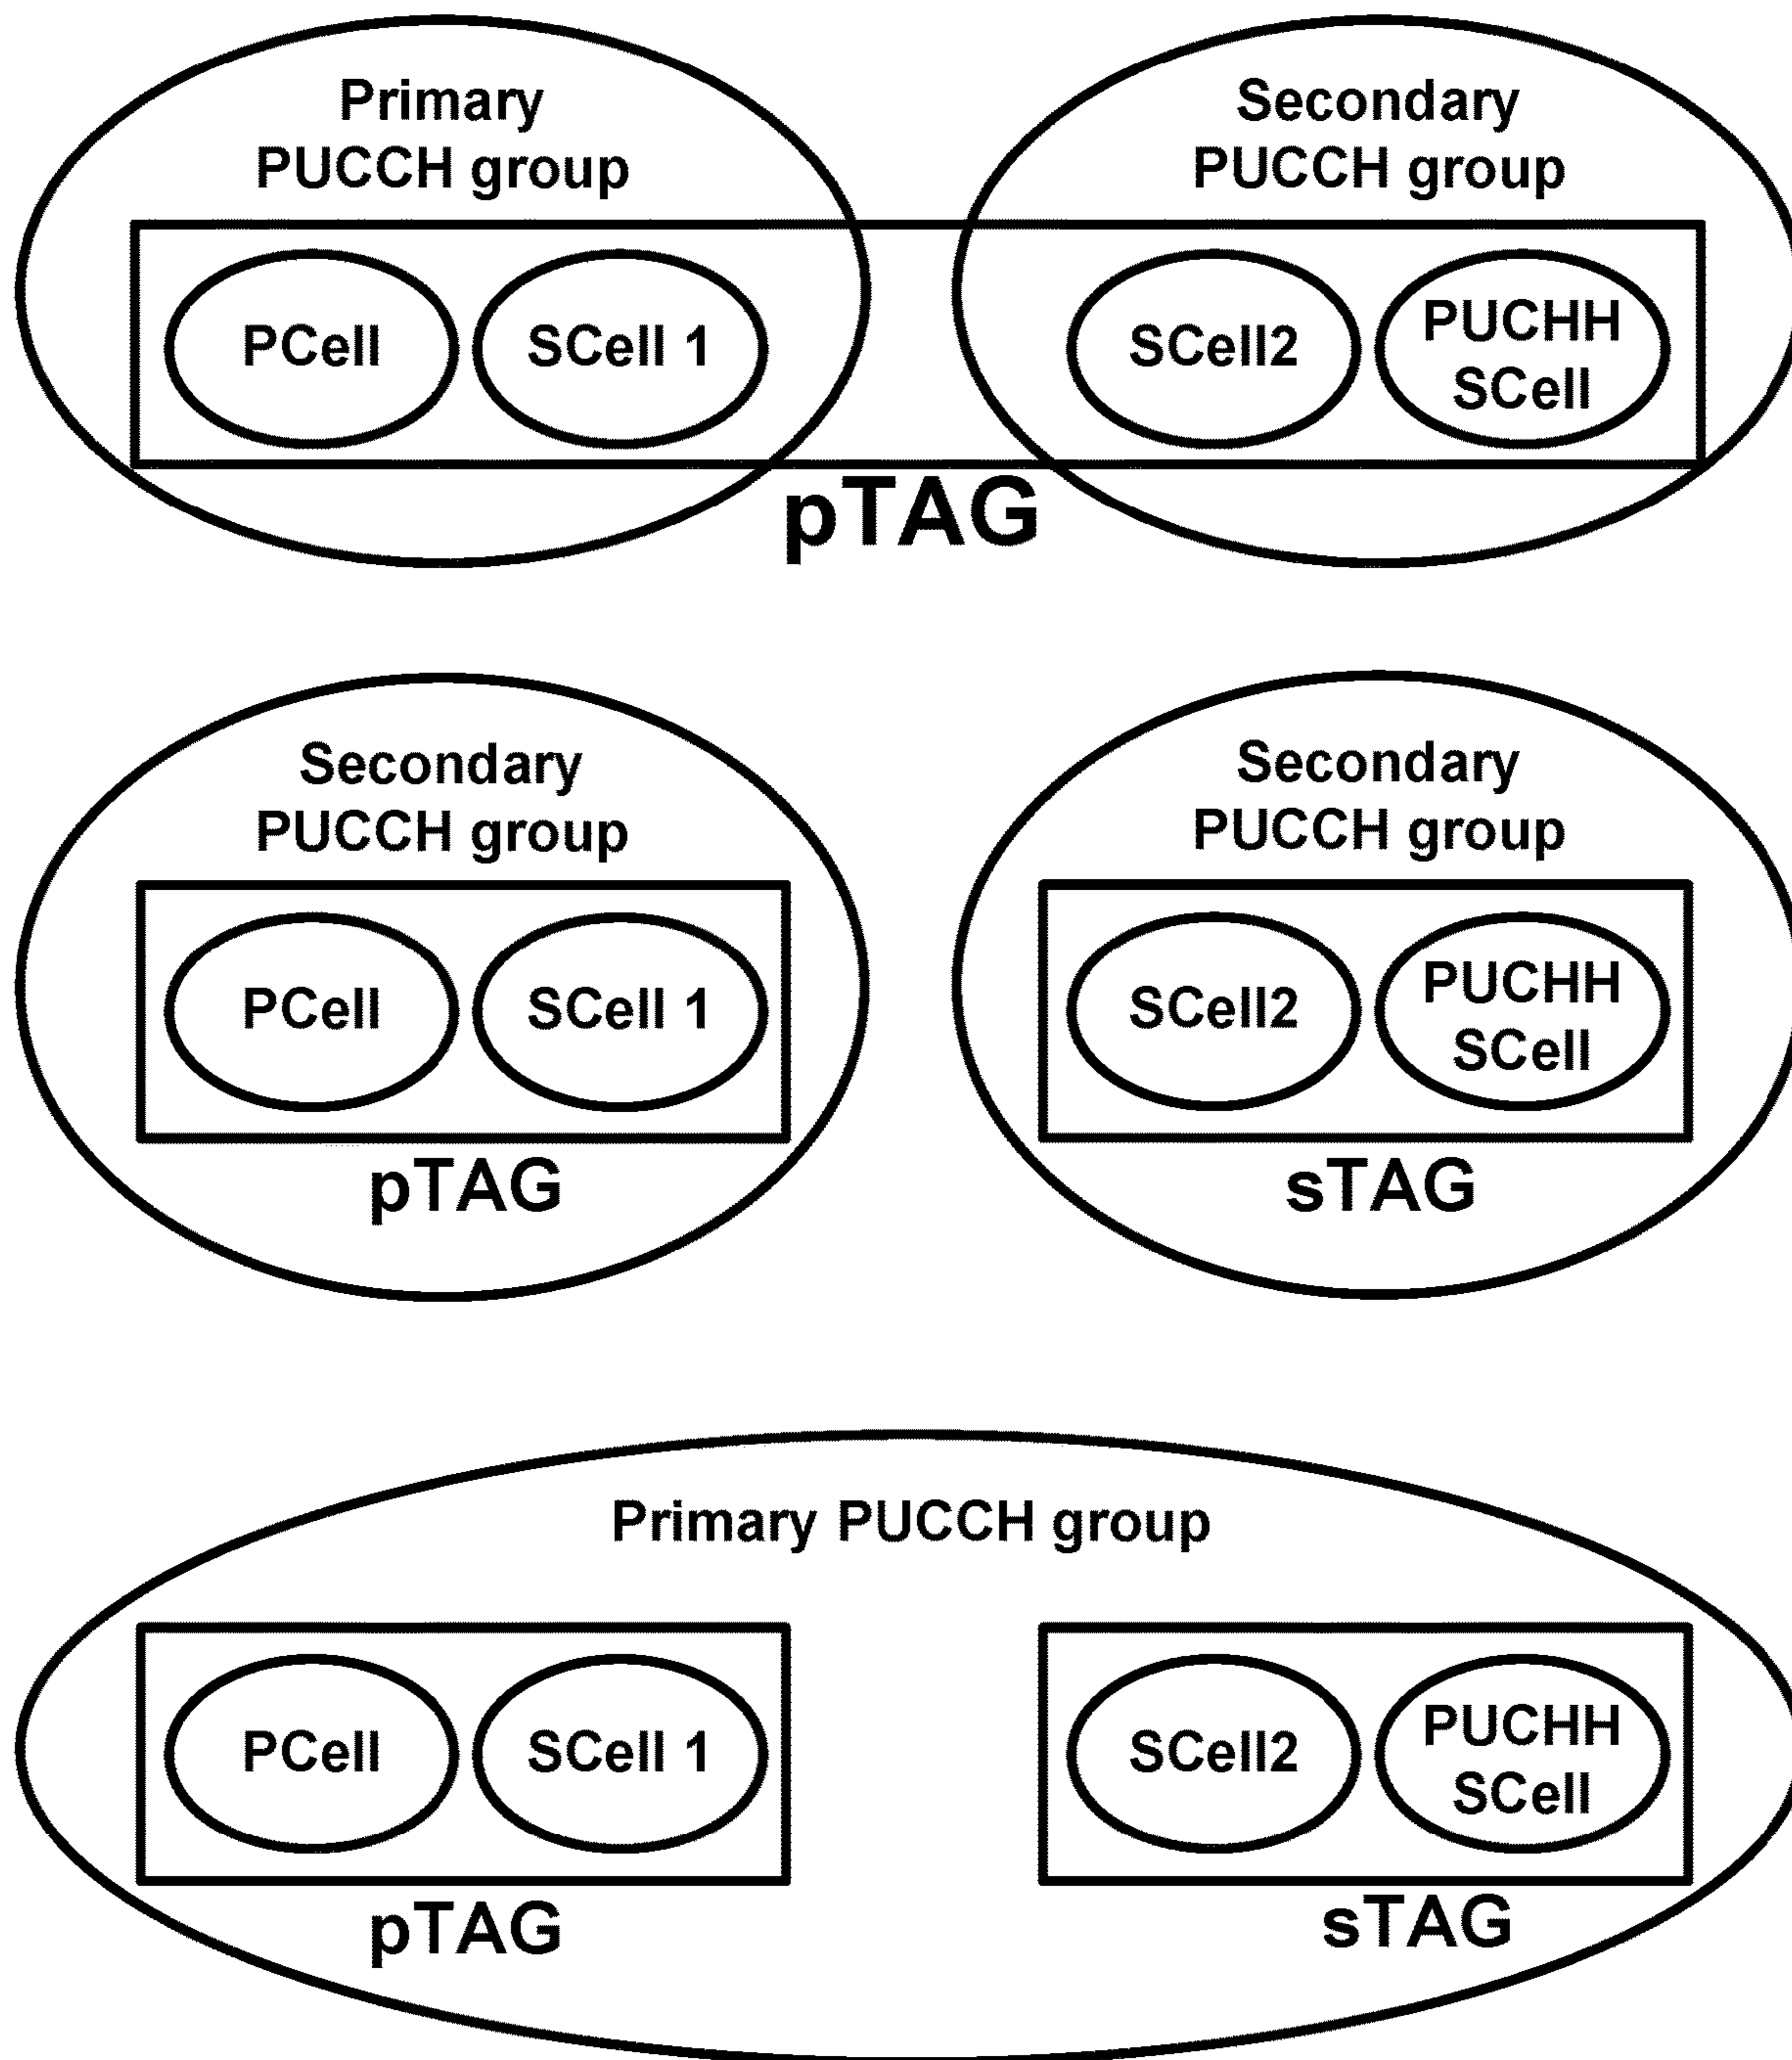 Primary
PUCCH group
Secondary
PUCCH group
PCell
SCell 1
SCell2
PUCHH
SCell
pTAG
Secondary
PUCCH group
Secondary
PUCCH group
PCell
SCell 1
SCell2
PUCHH
SCell
pTAG
sTAG
Primary PUCCH group
PCell
SCell 1
SCell2
PUCHH
SCell
pTAG
sTAG